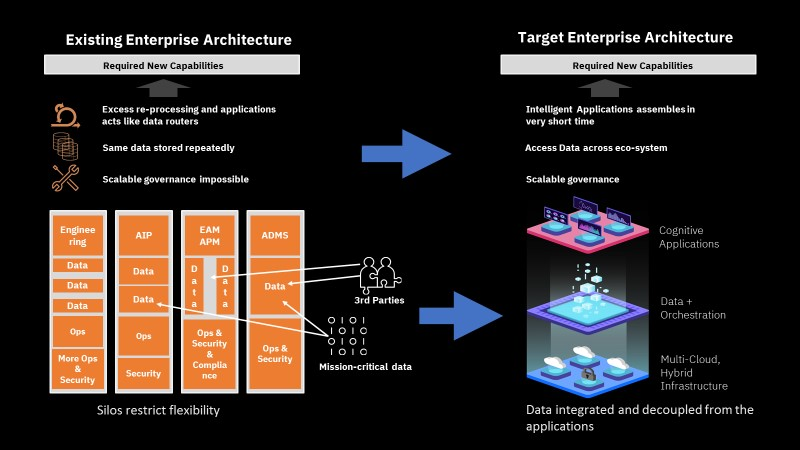 Existing Enterprise Architecture
Required New Capabilities
Excess re-processing and applications
acts like data routers
Same data stored repeatedly
Scalable governance impossible
Enginee
ring
Data
Data
Data
Ops
More Ops
&
Security
AIP
Data
Data
Ops
Security
EAM
APM
D
a
t
a
D
a
t
a
Ops &
Security
&
Complia
nce
ADMS
Data
Ops &
Security
3rd Parties
Mission-critical data
Silos restrict flexibility
Target Enterprise Architecture
Required New Capabilities
Intelligent Applications assembles in
very short time
Access Data across eco-system
Scalable governance
Cognitive
Applications
Data +
Orchestration
Multi-Cloud,
Hybrid
Infrastructure
Data integrated and decoupled from the
applications